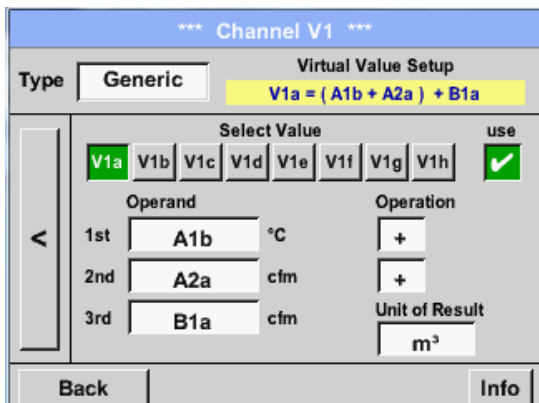 *** Channel V1 ***
Type Generic
Virtual Value Setup
V1a = ( A1b + A2a ) + B1a
Select Value use
V1a V1b V1c V1d V1e V1f V1g V1h ✔
Operand Operation
< 1st A1b °C +
2nd A2a cfm +
3rd B1a cfm
Unit of Result
m³
Back Info